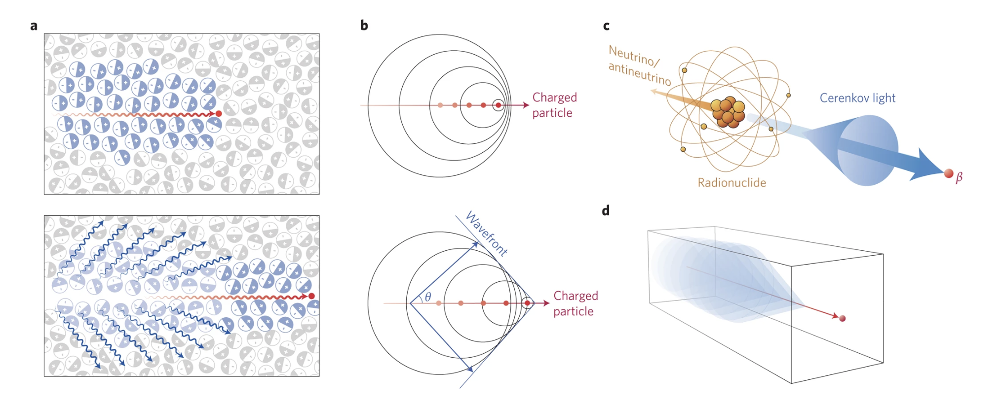 a
b
Charged
particle
Wavefront
θ
Charged
particle
c
Neutrino/
antineutrino
Cerenkov light
Radionuclide
β
d